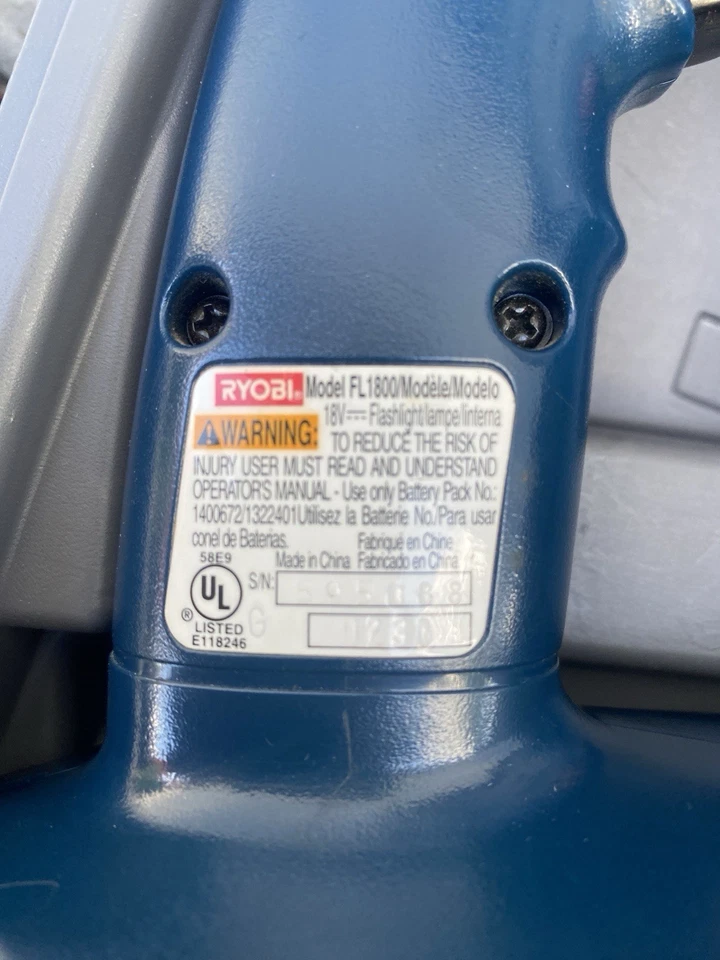 RYOBI® Model FL1800/Modèle/Modelo
18V Flashlight/lampe/linterna
WARNING: TO REDUCE THE RISK OF
INJURY USER MUST READ AND UNDERSTAND
OPERATOR'S MANUAL - Use only Battery Pack No.:
1400672/1322401Utilisez la Batterie No./Para usar
conel de Baterias. Fabriqué en Chine
58E9 Made in China Fabricado en China
UL S/N:
® LISTED G
E118246